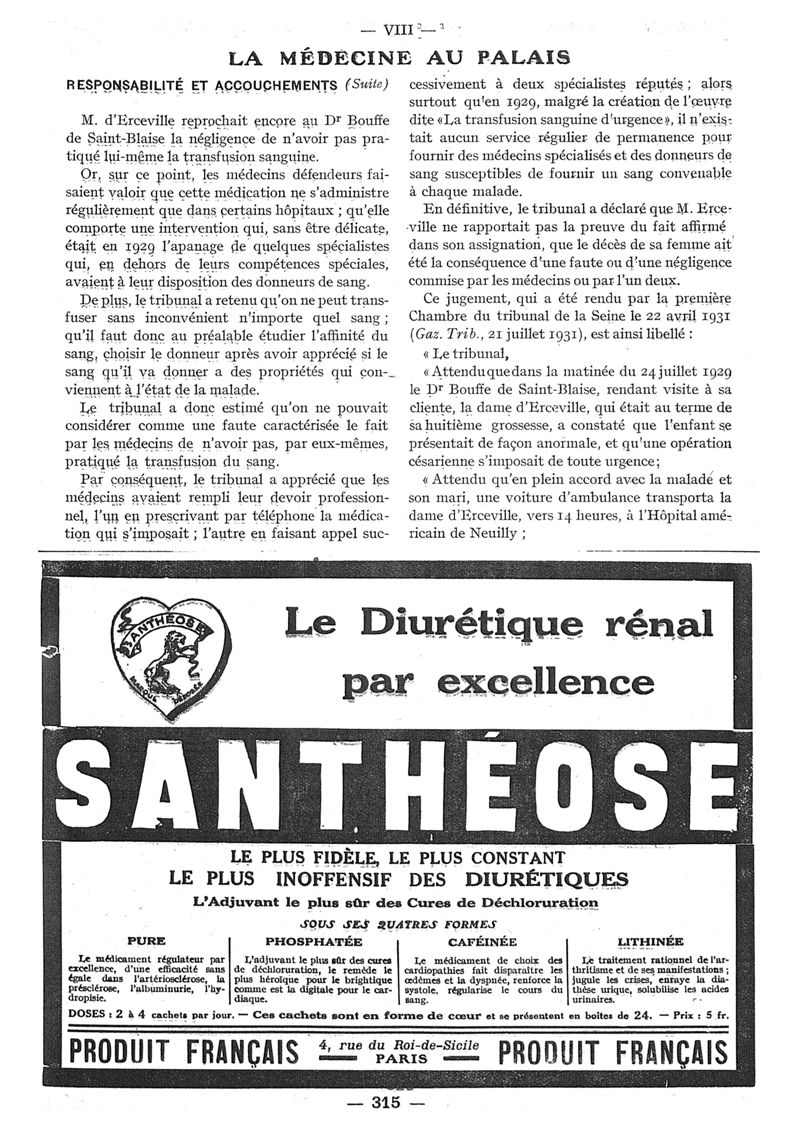 — VIII —
LA MÉDECINE AU PALAIS
RESPONSABILITÉ ET ACCOUCHEMENTS (Suite)
M. d'Erceville reprochait encore au Dr Bouffe
de Saint-Blaise la négligence de n'avoir pas pra-
tiqué lui-même la transfusion sanguine.
Or, sur ce point, les médecins défendeurs fai-
saient valoir que cette médication ne s'administre
régulièrement que dans certains hôpitaux ; qu'elle
comporte une intervention qui, sans être délicate,
était en 1929 l'apanage de quelques spécialistes
qui, en dehors de leurs compétences spéciales,
avaient à leur disposition des donneurs de sang.
De plus, le tribunal a retenu qu'on ne peut trans-
fuser sans inconvénient n'importe quel sang ;
qu'il faut donc au préalable étudier l'affinité du
sang, choisir le donneur après avoir apprécié si le
sang qu'il va donner a des propriétés qui con-
viennent à l'état de la malade.
Le tribunal a donc estimé qu'on ne pouvait
considérer comme une faute caractérisée le fait
par les médecins de n'avoir pas, par eux-mêmes,
pratiqué la transfusion du sang.
Par conséquent, le tribunal a apprécié que les
médecins avaient rempli leur devoir profession-
nel, l'un en prescrivant par téléphone la médica-
tion qui s'imposait ; l'autre en faisant appel suc-
cessivement à deux spécialistes réputés ; alors
surtout qu'en 1929, malgré la création de l'œuvre
dite «La transfusion sanguine d'urgence», il n'exis-
tait aucun service régulier de permanence pour
fournir des médecins spécialisés et des donneurs de
sang susceptibles de fournir un sang convenable
à chaque malade.
En définitive, le tribunal a déclaré que M. Erce-
ville ne rapportait pas la preuve du fait affirmé
dans son assignation, que le décès de sa femme ait
été la conséquence d'une faute ou d'une négligence
commise par les médecins ou par l'un deux.
Ce jugement, qui a été rendu par la première
Chambre du tribunal de la Seine le 22 avril 1931
(Gaz. Trib., 21 juillet 1931), est ainsi libellé :
« Le tribunal,
« Attendu que dans la matinée du 24 juillet 1929
le Dr Bouffe de Saint-Blaise, rendant visite à sa
cliente, la dame d'Erceville, qui était au terme de
sa huitième grossesse, a constaté que l'enfant se
présentait de façon anormale, et qu'une opération
césarienne s'imposait de toute urgence ;
« Attendu qu'en plein accord avec la malade et
son mari, une voiture d'ambulance transporta la
dame d'Erceville, vers 14 heures, à l'Hôpital amé-
ricain de Neuilly ;
SANTHÉOSE
MARQUE DÉPOSÉE
Le Diurétique rénal
par excellence
SANTHÉOSE
LE PLUS FIDÈLE, LE PLUS CONSTANT
LE PLUS INOFFENSIF DES DIURÉTIQUES
L'Adjuvant le plus sûr des Cures de Déchloruration
SOUS SES QUATRES FORMES
PURE
Le médicament régulateur par
excellence, d'une efficacité sans
égale dans l'artériosclérose, la
présclérose, l'albuminurie, l'hy-
dropisie.
PHOSPHATÉE
L'adjuvant le plus sûr des cures
de déchloruration, le remède le
plus héroïque pour le brightique
comme est la digitale pour le car-
diaque.
CAFÉINÉE
Le médicament de choix des
cardiopathies fait disparaître les
œdèmes et la dyspnée, renforce la
systole, régularise le cours du
sang.
LITHINÉE
Le traitement rationnel de l'ar-
thritisme et de ses manifestations ;
jugule les crises, enraye la dia-
thèse urique, solubilise les acides
urinaires.
DOSES : 2 à 4 cachets par jour. — Ces cachets sont en forme de cœur et se présentent en boîtes de 24. — Prix : 5 fr.
PRODUIT FRANÇAIS 4, rue du Roi-de-Sicile PRODUIT FRANÇAIS
PARIS
— 315 —